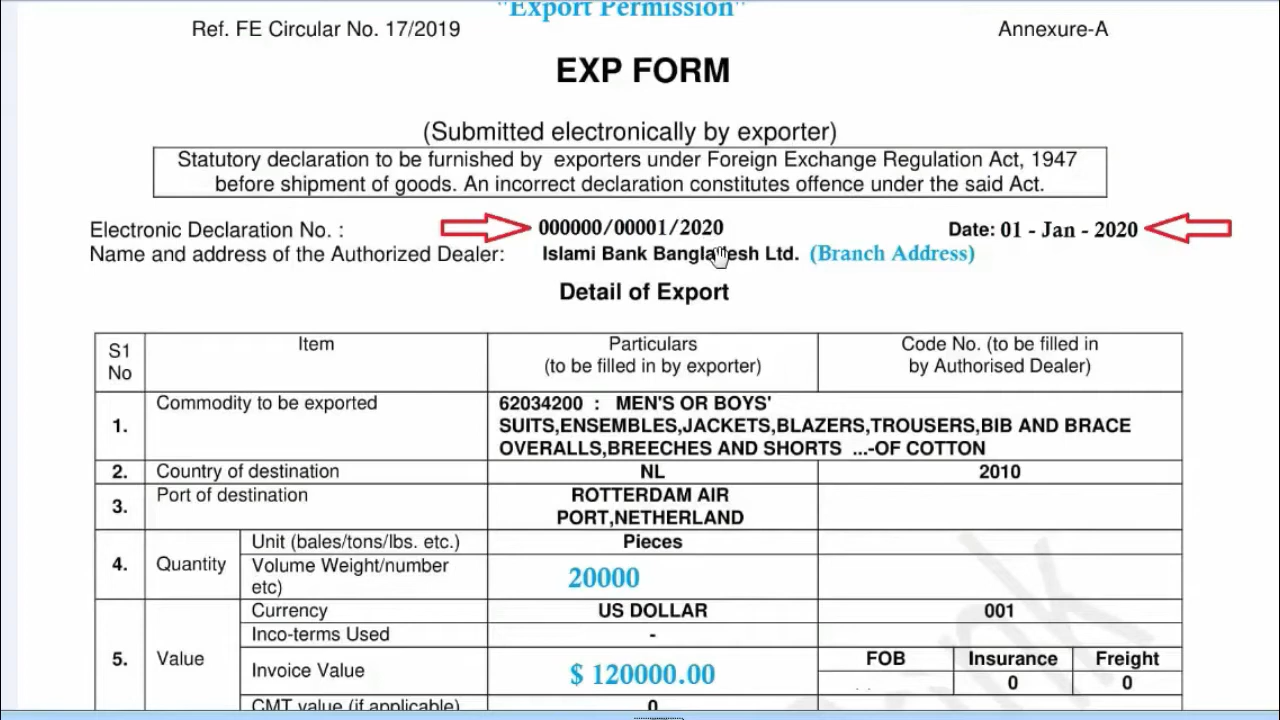 "Export Permission"
Ref. FE Circular No. 17/2019 Annexure-A
EXP FORM
(Submitted electronically by exporter)
Statutory declaration to be furnished by exporters under Foreign Exchange Regulation Act, 1947
before shipment of goods. An incorrect declaration constitutes offence under the said Act.
Electronic Declaration No. : 000000/00001/2020 Date: 01 - Jan - 2020
Name and address of the Authorized Dealer: Islami Bank Bangladesh Ltd. (Branch Address)
Detail of Export
S1 No
Item
Particulars
(to be filled in by exporter)
Code No. (to be filled in
by Authorised Dealer)
1. Commodity to be exported 62034200 : MEN'S OR BOYS'
SUITS,ENSEMBLES,JACKETS,BLAZERS,TROUSERS,BIB AND BRACE
OVERALLS,BREECHES AND SHORTS ...-OF COTTON
2. Country of destination NL 2010
3. Port of destination ROTTERDAM AIR
PORT,NETHERLAND
4. Quantity Unit (bales/tons/lbs. etc.) Pieces
Volume Weight/number
etc) 20000
5. Value Currency US DOLLAR 001
Inco-terms Used -
Invoice Value $ 120000.00 FOB Insurance Freight
0 0
CMT value (if applicable) 0